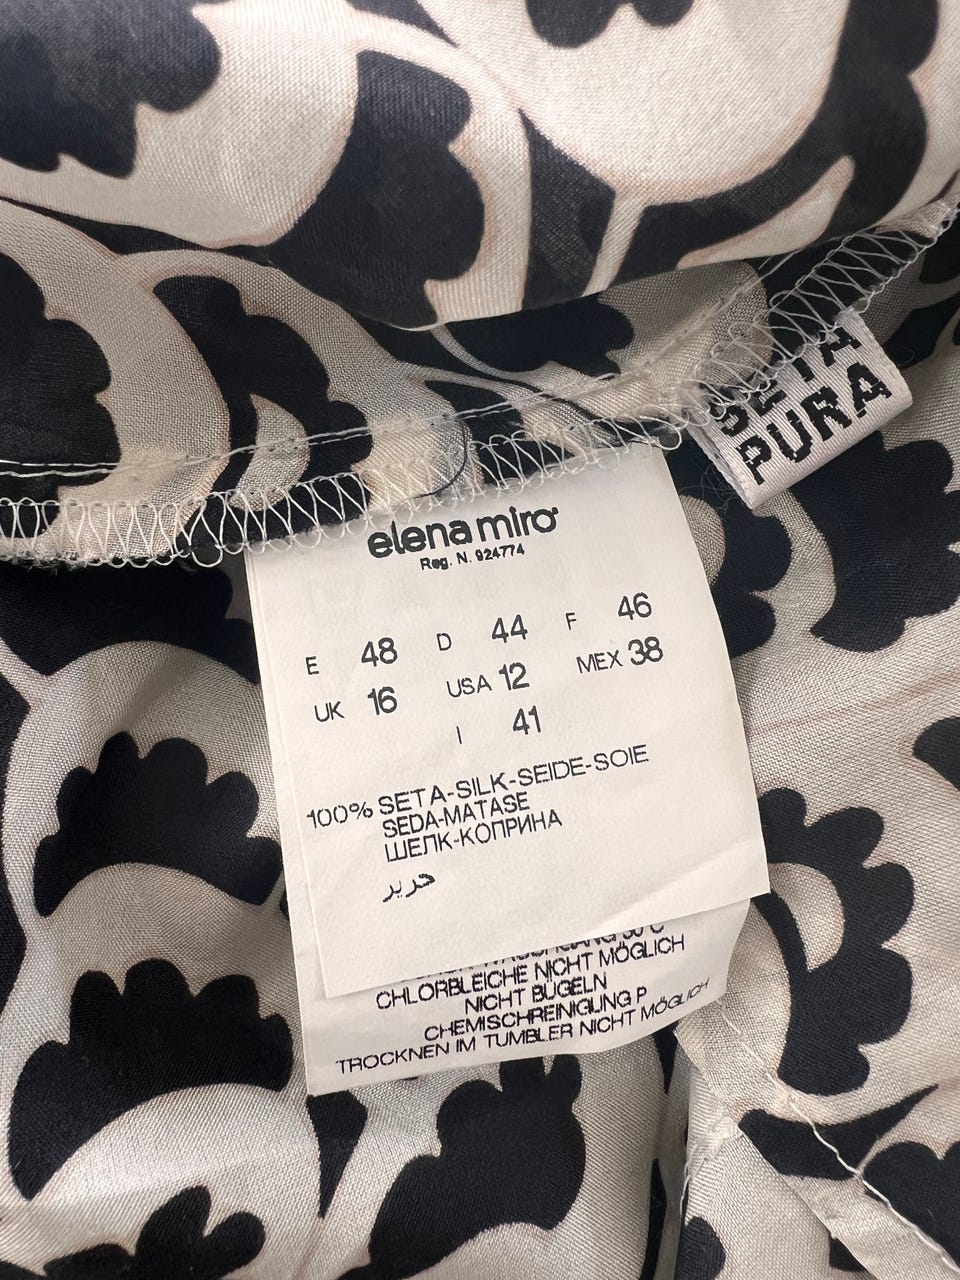 SETA
PURA
elena miro
Reg. N. 924774
E 48 D 44 F 46
UK 16 USA 12 MEX 38
I 41
100% SETA-SILK-SEIDE-SOIE
SEDA-MATASE
ШЕЛК-КОПРИНА
حرير
CHLORBLEICHE NICHT MÖGLICH
NICHT BÜGELN
CHEMISCHREINIGUNG P
TROCKNEN IM TUMBLER NICHT MÖGLICH